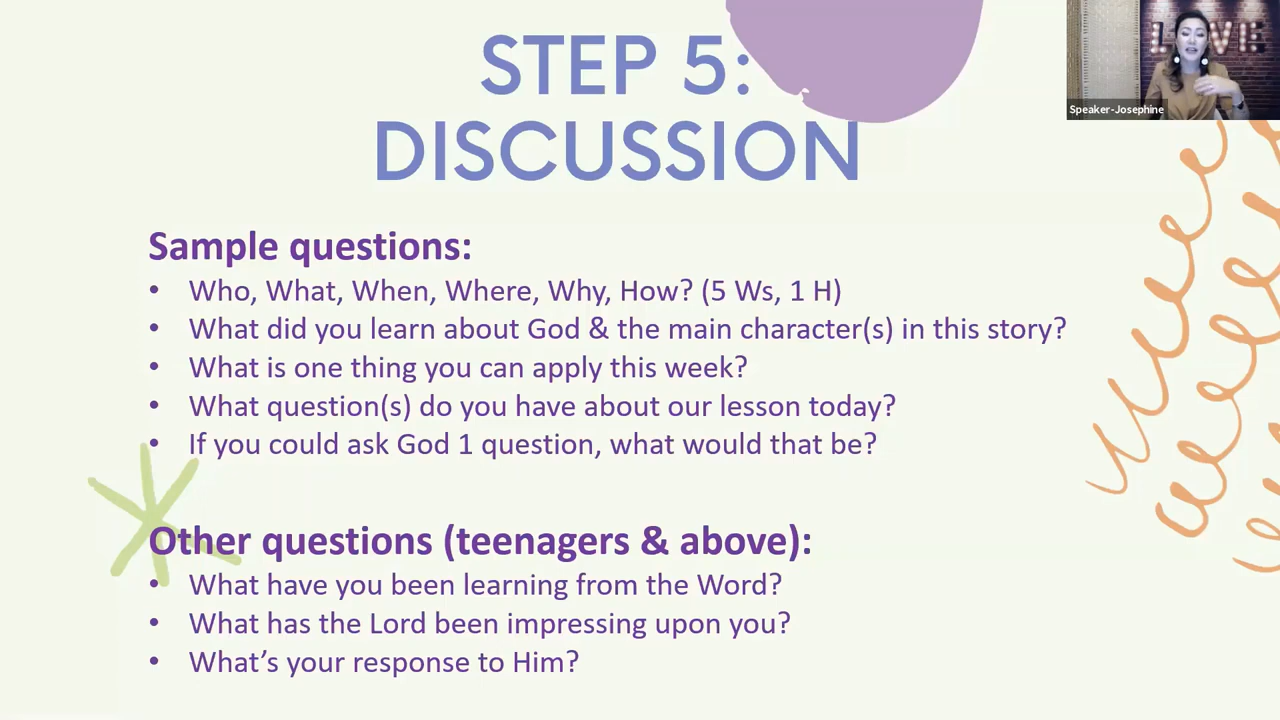 STEP 5:
DISCUSSION
Sample questions:
• Who, What, When, Where, Why, How? (5 Ws, 1 H)
• What did you learn about God & the main character(s) in this story?
• What is one thing you can apply this week?
• What question(s) do you have about our lesson today?
• If you could ask God 1 question, what would that be?
Other questions (teenagers & above):
• What have you been learning from the Word?
• What has the Lord been impressing upon you?
• What's your response to Him?
LOVE
Speaker-Josephine